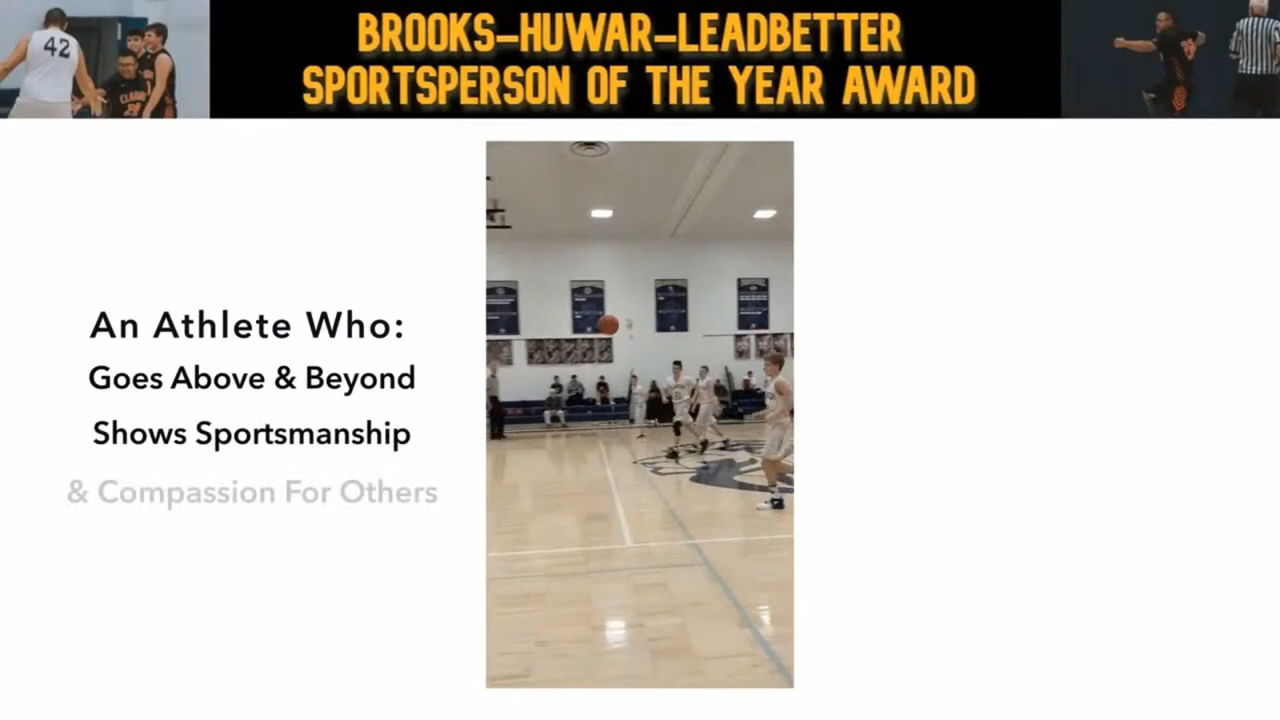 BROOKS-HUWAR-LEADBETTER
SPORTSPERSON OF THE YEAR AWARD
42
An Athlete Who:
Goes Above & Beyond
Shows Sportsmanship
& Compassion For Others